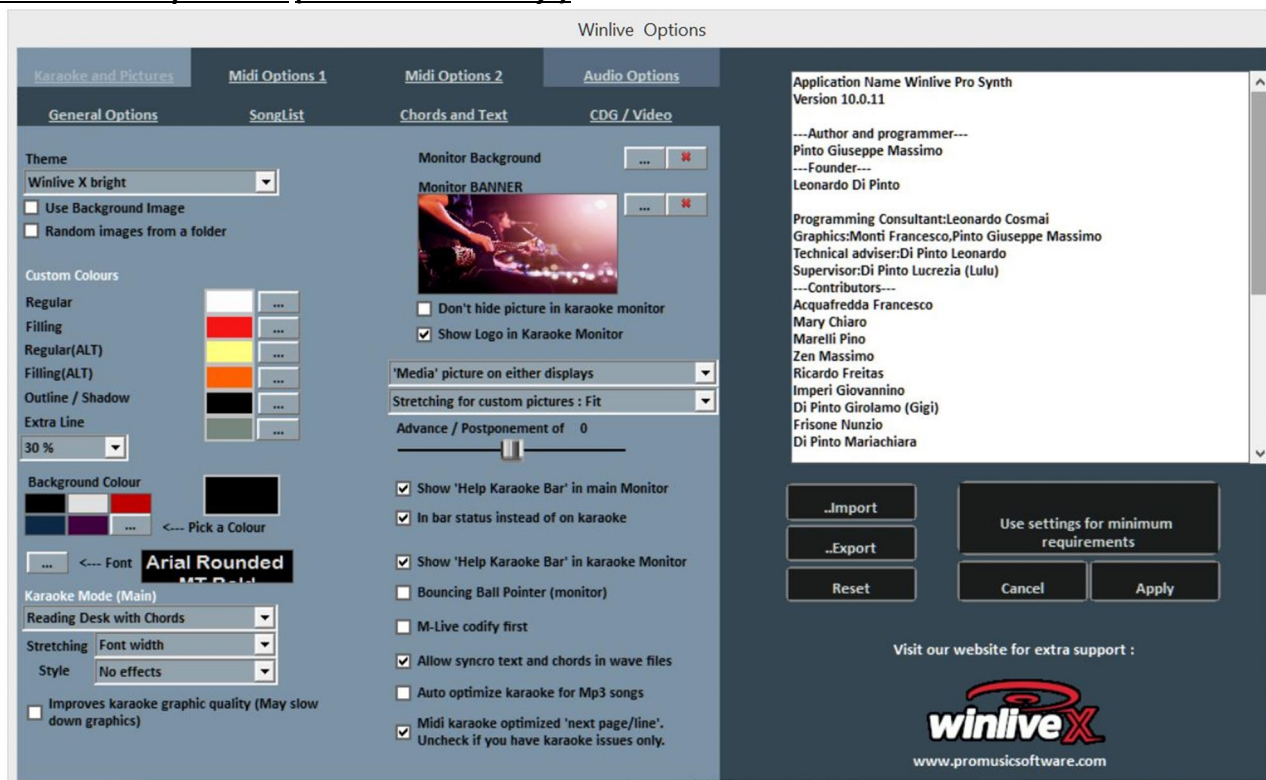 Winlive Options
Karaoke and Pictures
Midi Options 1
Midi Options 2
Audio Options
General Options
SongList
Chords and Text
CDG / Video
Theme
Winlive X bright
Use Background Image
Random images from a folder
Custom Colours
Regular
...
Filling
...
Regular(ALT)
...
Filling(ALT)
...
Outline / Shadow
...
Extra Line
...
30 %
Background Colour
...
<--- Pick a Colour
...
<--- Font
Arial Rounded
Karaoke Mode (Main)
Reading Desk with Chords
Stretching
Font width
Style
No effects
Improves karaoke graphic quality (May slow
down graphics)
Monitor Background
...
Monitor BANNER
...
Don't hide picture in karaoke monitor
Show Logo in Karaoke Monitor
'Media' picture on either displays
Stretching for custom pictures : Fit
Advance / Postponement of 0
Show 'Help Karaoke Bar' in main Monitor
In bar status instead of on karaoke
Show 'Help Karaoke Bar' in karaoke Monitor
Bouncing Ball Pointer (monitor)
M-Live codify first
Allow syncro text and chords in wave files
Auto optimize karaoke for Mp3 songs
Midi karaoke optimized 'next page/line'.
Uncheck if you have karaoke issues only.
Application Name Winlive Pro Synth
Version 10.0.11
---Author and programmer---
Pinto Giuseppe Massimo
---Founder---
Leonardo Di Pinto
Programming Consultant:Leonardo Cosmai
Graphics:Monti Francesco,Pinto Giuseppe Massimo
Technical adviser:Di Pinto Leonardo
Supervisor:Di Pinto Lucrezia (Lulu)
---Contributors---
Acquafredda Francesco
Mary Chiaro
Marelli Pino
Zen Massimo
Ricardo Freitas
Imperi Giovannino
Di Pinto Girolamo (Gigi)
Frisone Nunzio
Di Pinto Mariachiara
..Import
..Export
Reset
Use settings for minimum
requirements
Cancel
Apply
Visit our website for extra support :
winlive X
www.promusicsoftware.com